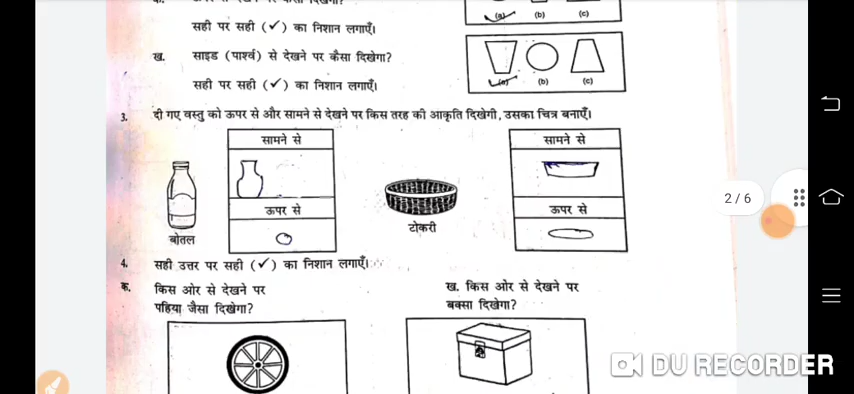 सही पर सही (✓) का निशान लगाएँ।
(a) (b) (c)
ख. साइड (पार्श्व) से देखने पर कैसा दिखेगा?
सही पर सही (✓) का निशान लगाएँ।
(a) (b) (c)
3. दी गए वस्तु को ऊपर से और सामने से देखने पर किस तरह की आकृति दिखेगी, उसका चित्र बनाएँ।
सामने से
ऊपर से
बोतल
सामने से
ऊपर से
टोकरी
2/6
4. सही उत्तर पर सही (✓) का निशान लगाएँ।
क. किस ओर से देखने पर
पहिया जैसा दिखेगा?
ख. किस ओर से देखने पर
बक्सा दिखेगा?
DU RECORDER